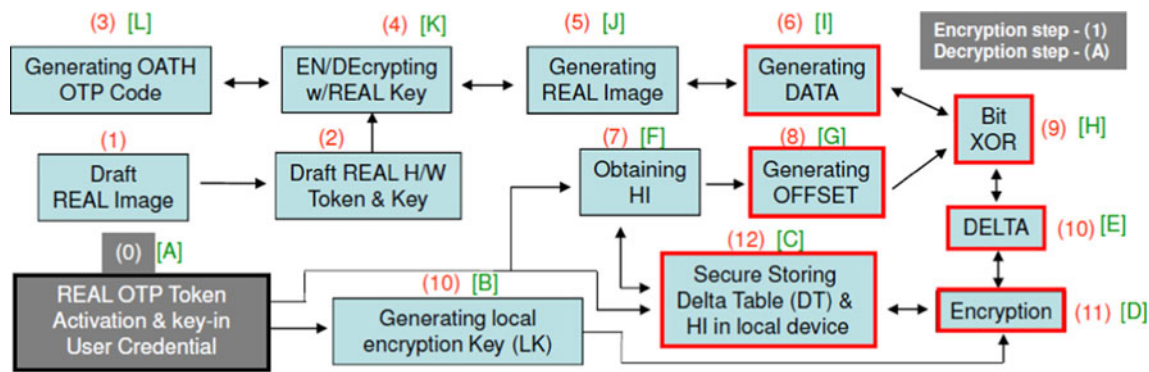 (3) [L]
(4) [K]
(5) [J]
(6) [I]
Encryption step - (1)
Decryption step - (A)
Generating OATH
OTP Code
EN/DEcrypting
w/REAL Key
Generating
REAL Image
Generating
DATA
Bit
XOR
(9) [H]
(1)
(2)
(7) [F]
(8) [G]
Draft
REAL Image
Draft REAL H/W
Token & Key
Obtaining
HI
Generating
OFFSET
DELTA
(10) [E]
(0) [A]
(10) [B]
(12) [C]
REAL OTP Token
Activation & key-in
User Credential
Generating local
encryption Key (LK)
Secure Storing
Delta Table (DT) &
HI in local device
Encryption
(11) [D]